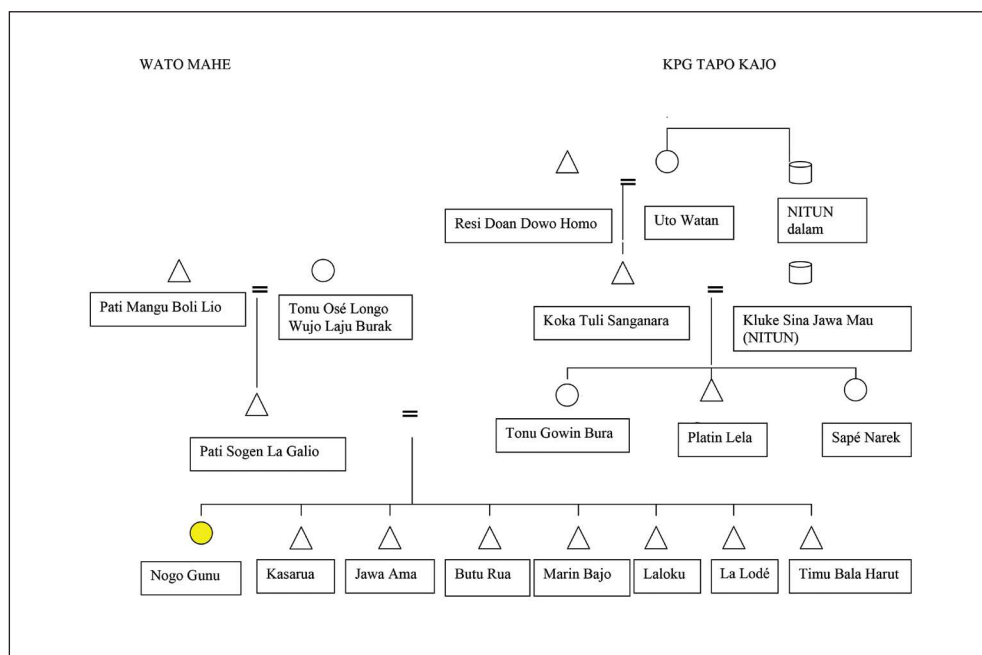 WATO MAHE
KPG TAPO KAJO
Resi Doan Dowo Homo
Uto Watan
NITUN
dalam
Pati Mangu Boli Lio
Tonu Osé Longo
Wujo Laju Burak
Koka Tuli Sanganara
Kluke Sina Jawa Mau
(NITUN)
Tonu Gowin Bura
Platin Lela
Sapé Narek
Pati Sogen La Galio
Nogo Gunu
Kasarua
Jawa Ama
Butu Rua
Marin Bajo
Laloku
La Lodé
Timu Bala Harut